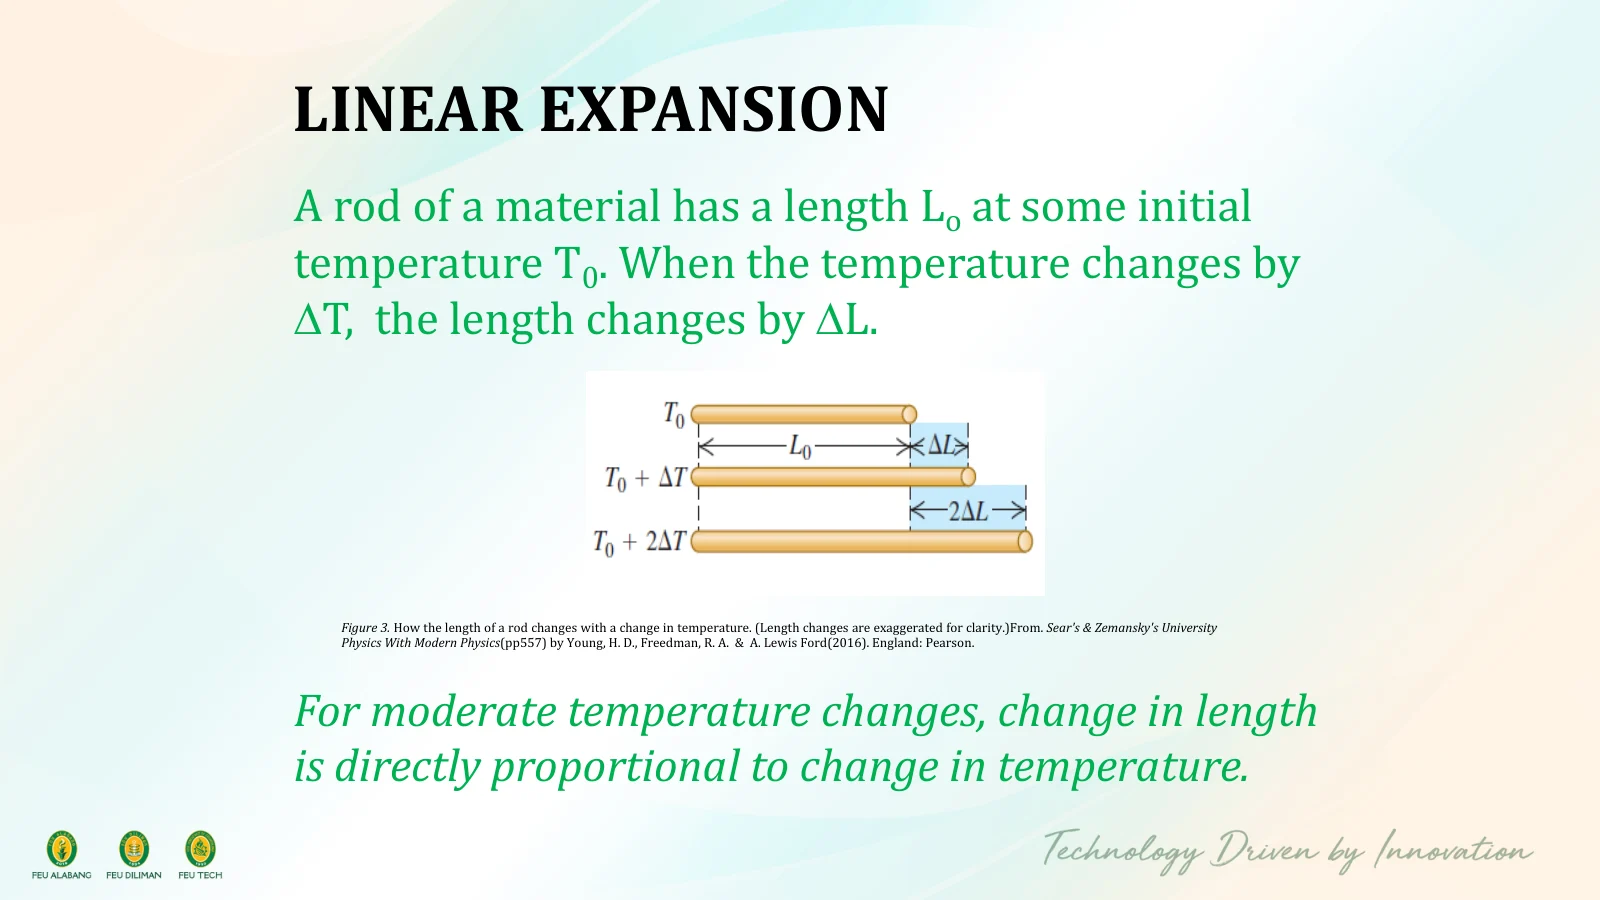 LINEAR EXPANSION
A rod of a material has a length Lo at some initial
temperature T0. When the temperature changes by
ΔT, the length changes by ΔL.
T0
L0
ΔL
T0 + ΔT
2ΔL
T0 + 2ΔT
Figure 3. How the length of a rod changes with a change in temperature. (Length changes are exaggerated for clarity.)From. Sear's & Zemansky's University
Physics With Modern Physics(pp557) by Young, H. D., Freedman, R. A. & A. Lewis Ford(2016). England: Pearson.
For moderate temperature changes, change in length
is directly proportional to change in temperature.
FEU ALABANG FEU DILIMAN FEU TECH
Technology Driven by Innovation